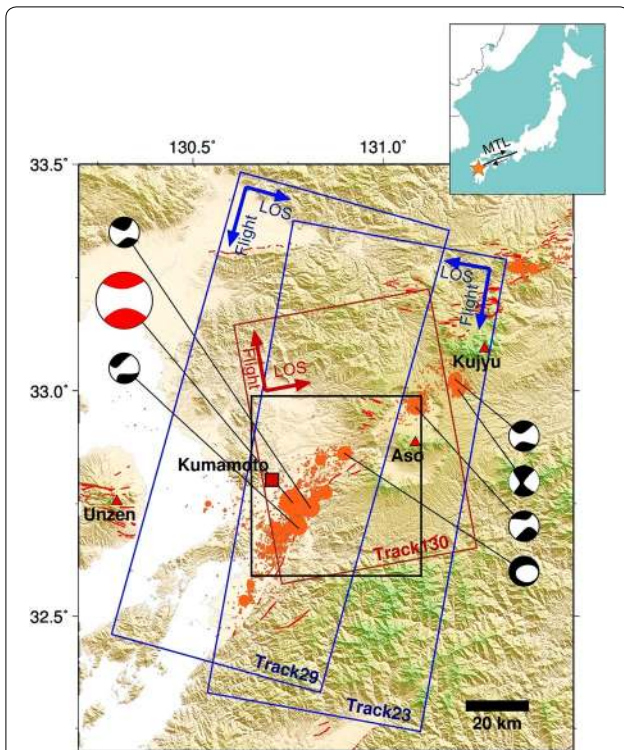 MTL
130.5°
131.0°
33.5°
LOS
Flight
LOS
Flight
Kujyu
Flight
LOS
33.0°
Aso
Kumamoto
Unzen
Track130
32.5°
Track29
Track23
20 km